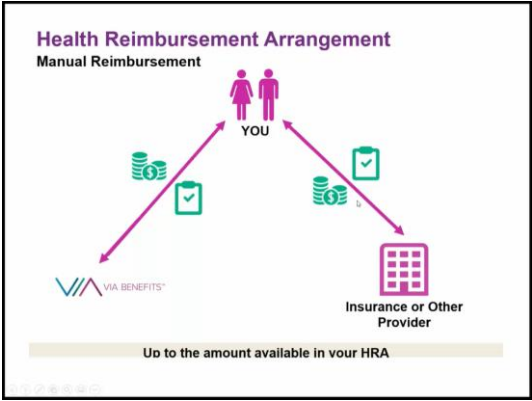 Health Reimbursement Arrangement
Manual Reimbursement
YOU
VIA BENEFITS™
Insurance or Other
Provider
Up to the amount available in your HRA